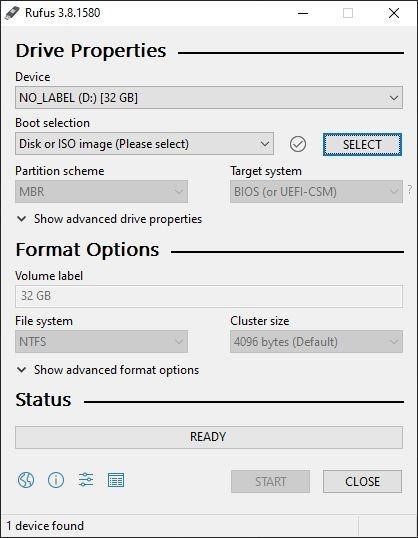 Rufus 3.8.1580
Drive Properties
Device
NO_LABEL (D:) [32 GB]
Boot selection
Disk or ISO image (Please select)
SELECT
Partition scheme
Target system
MBR
BIOS (or UEFI-CSM)
?
Show advanced drive properties
Format Options
Volume label
32 GB
File system
Cluster size
NTFS
4096 bytes (Default)
Show advanced format options
Status
READY
START
CLOSE
1 device found